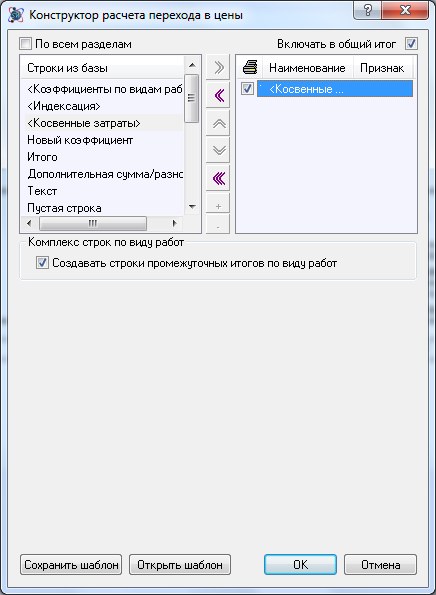 Конструктор расчета перехода в цены
По всем разделам
Включать в общий итог
Строки из базы
<Коэффициенты по видам раб
<Индексация>
<Косвенные затраты>
Новый коэффициент
Итого
Дополнительная сумма/разно
Текст
Пустая строка
Наименование Признак
<Косвенные ...
Комплекс строк по виду работ
Создавать строки промежуточных итогов по виду работ
Сохранить шаблон
Открыть шаблон
OK
Отмена